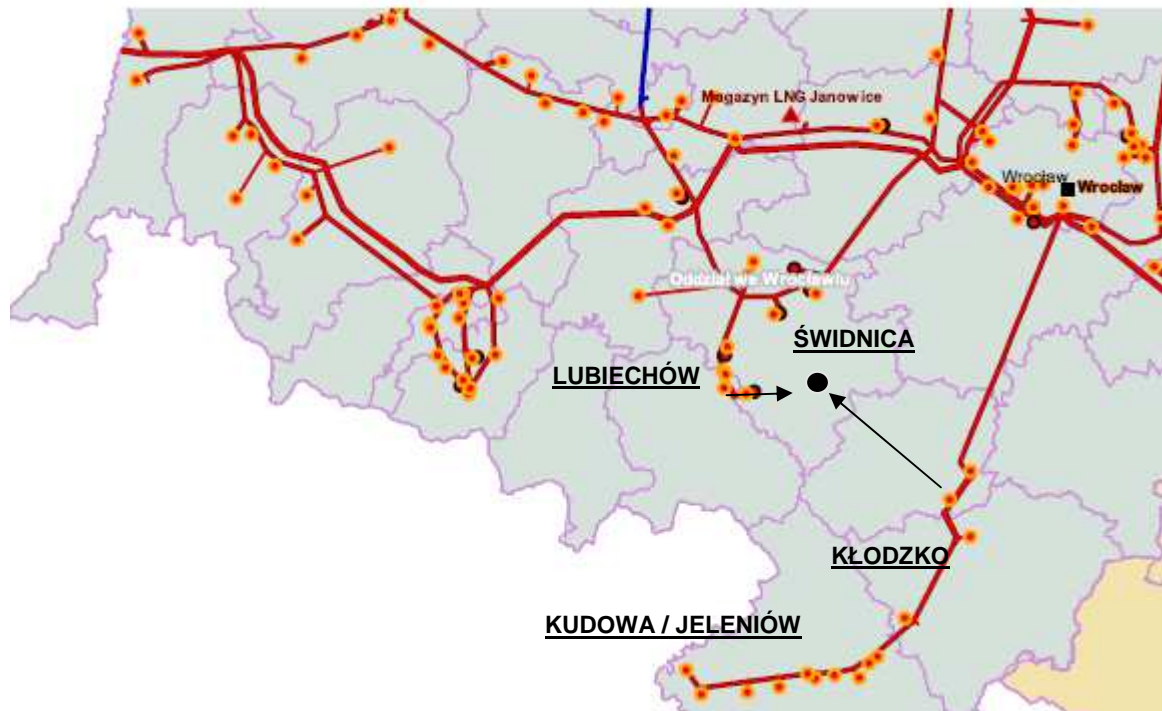 Magazyn LNG Janowice
Wrocław
Wrocław
Oddział we Wrocławiu
ŚWIDNICA
LUBIECHÓW
KŁODZKO
KUDOWA / JELENIÓW